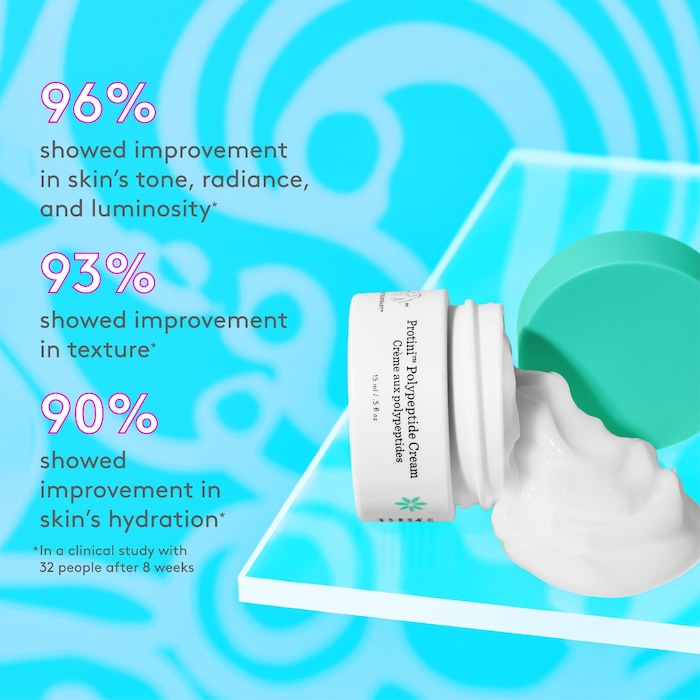 96%
showed improvement
in skin's tone, radiance,
and luminosity*
93%
showed improvement
in texture*
90%
showed
improvement in
skin's hydration*
*In a clinical study with
32 people after 8 weeks
Protini™ Polypeptide Cream
Crème aux polypeptides
15 ml / .5 fl oz